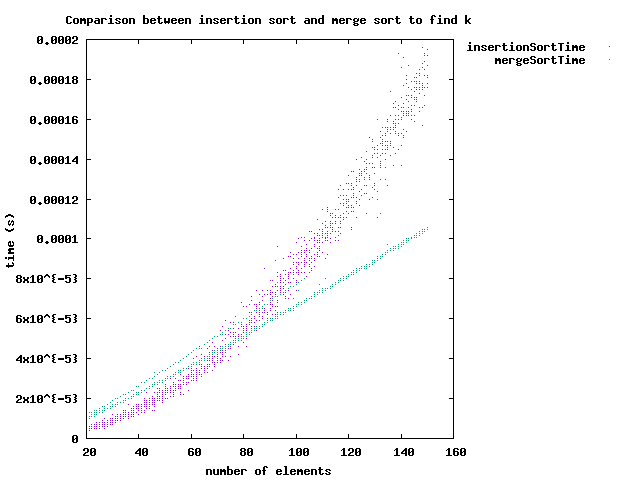 Comparison between insertion sort and merge sort to find k
insertionSortTime
mergeSortTime
0.0002
0.00018
0.00016
0.00014
0.00012
0.0001
8x10^{-5}
6x10^{-5}
4x10^{-5}
2x10^{-5}
0
time (s)
20 40 60 80 100 120 140 160
number of elements